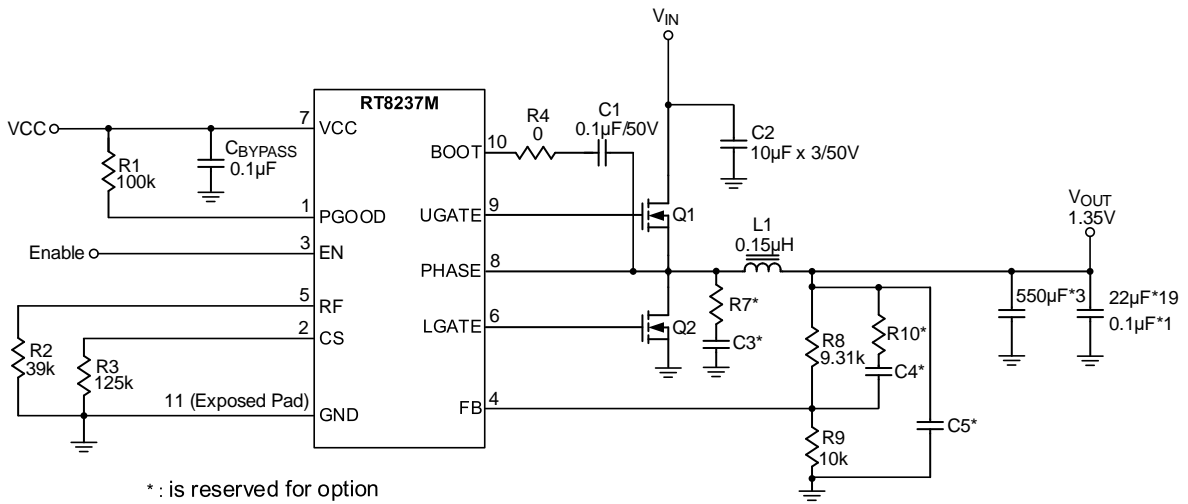 VIN
RT8237M
VCC
7
VCC
R1
100k
CBYPASS
0.1µF
BOOT
10
R4
0
C1
0.1µF/50V
C2
10µF x 3/50V
1
PGOOD
UGATE
9
Q1
Enable
3
EN
L1
0.15µH
VOUT
1.35V
PHASE
8
5
RF
R7*
C3*
550µF*3
22µF*19
0.1µF*1
2
CS
LGATE
6
Q2
R8
9.31k
R10*
C4*
R2
39k
R3
125k
11 (Exposed Pad)
GND
FB
4
R9
10k
C5*
* : is reserved for option